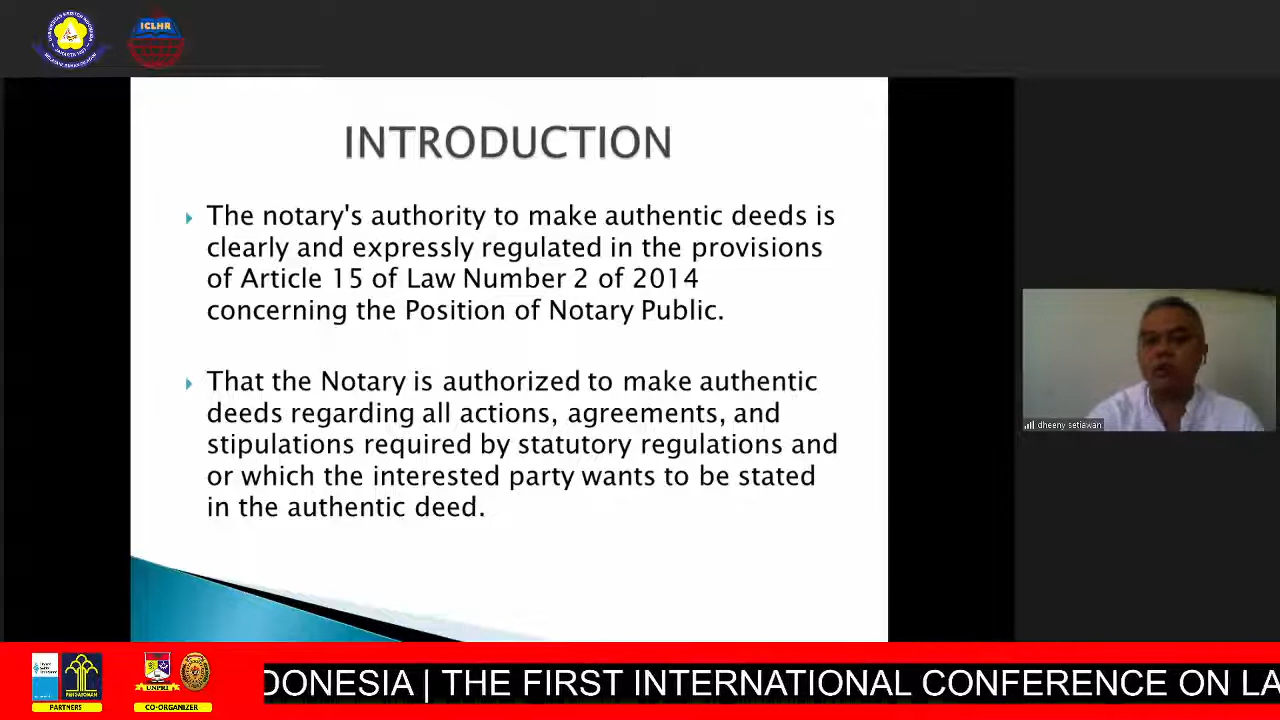 ICLHR
INTRODUCTION
The notary's authority to make authentic deeds is
clearly and expressly regulated in the provisions
of Article 15 of Law Number 2 of 2014
concerning the Position of Notary Public.
That the Notary is authorized to make authentic
deeds regarding all actions, agreements, and
stipulations required by statutory regulations and
or which the interested party wants to be stated
in the authentic deed.
dheeny setiawan
PENGAYOMAN
UNPRI
PARTNERS
CO-ORGANIZER
DONESIA | THE FIRST INTERNATIONAL CONFERENCE ON LA